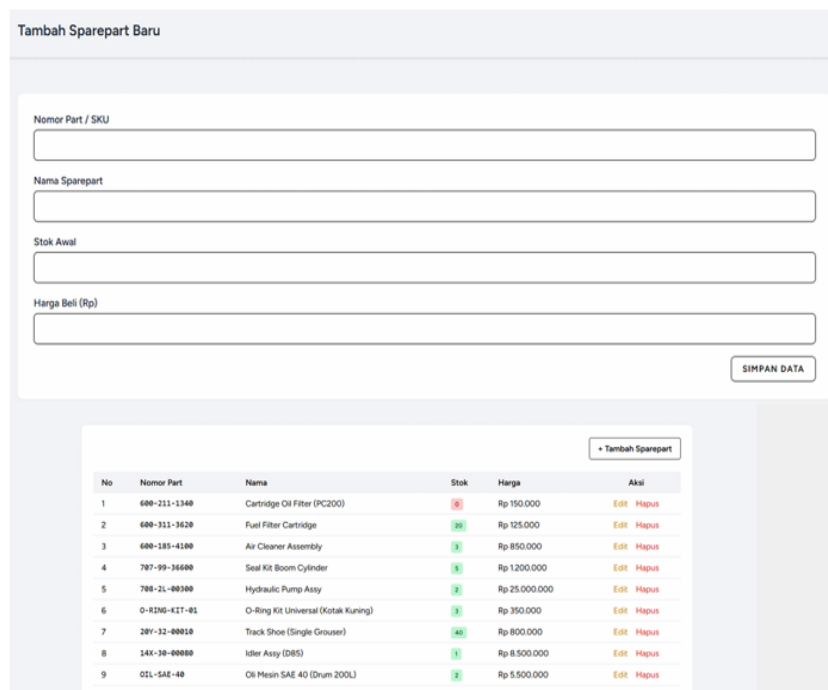 Tambah Sparepart Baru
Nomor Part / SKU
Nama Sparepart
Stok Awal
Harga Beli (Rp)
SIMPAN DATA
+ Tambah Sparepart
No Nomor Part Nama Stok Harga Aksi
1 600-211-1340 Cartridge Oil Filter (PC200) 0 Rp 150.000 Edit Hapus
2 600-311-3620 Fuel Filter Cartridge 20 Rp 125.000 Edit Hapus
3 600-185-4100 Air Cleaner Assembly 3 Rp 850.000 Edit Hapus
4 707-99-36600 Seal Kit Boom Cylinder 5 Rp 1.200.000 Edit Hapus
5 708-2L-00300 Hydraulic Pump Assy 2 Rp 25.000.000 Edit Hapus
6 O-RING-KIT-01 O-Ring Kit Universal (Kotak Kuning) 3 Rp 350.000 Edit Hapus
7 20Y-32-00010 Track Shoe (Single Grouser) 40 Rp 800.000 Edit Hapus
8 14X-30-00080 Idler Assy (D85) 1 Rp 8.500.000 Edit Hapus
9 OIL-SAE-40 Oli Mesin SAE 40 (Drum 200L) 2 Rp 5.500.000 Edit Hapus